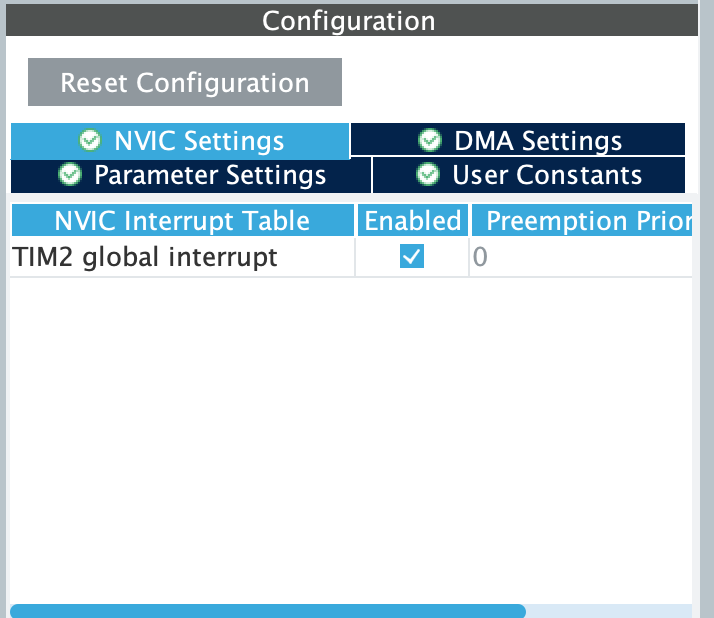 Configuration
Reset Configuration
NVIC Settings
DMA Settings
Parameter Settings
User Constants
NVIC Interrupt Table Enabled Preemption Prior
TIM2 global interrupt 0